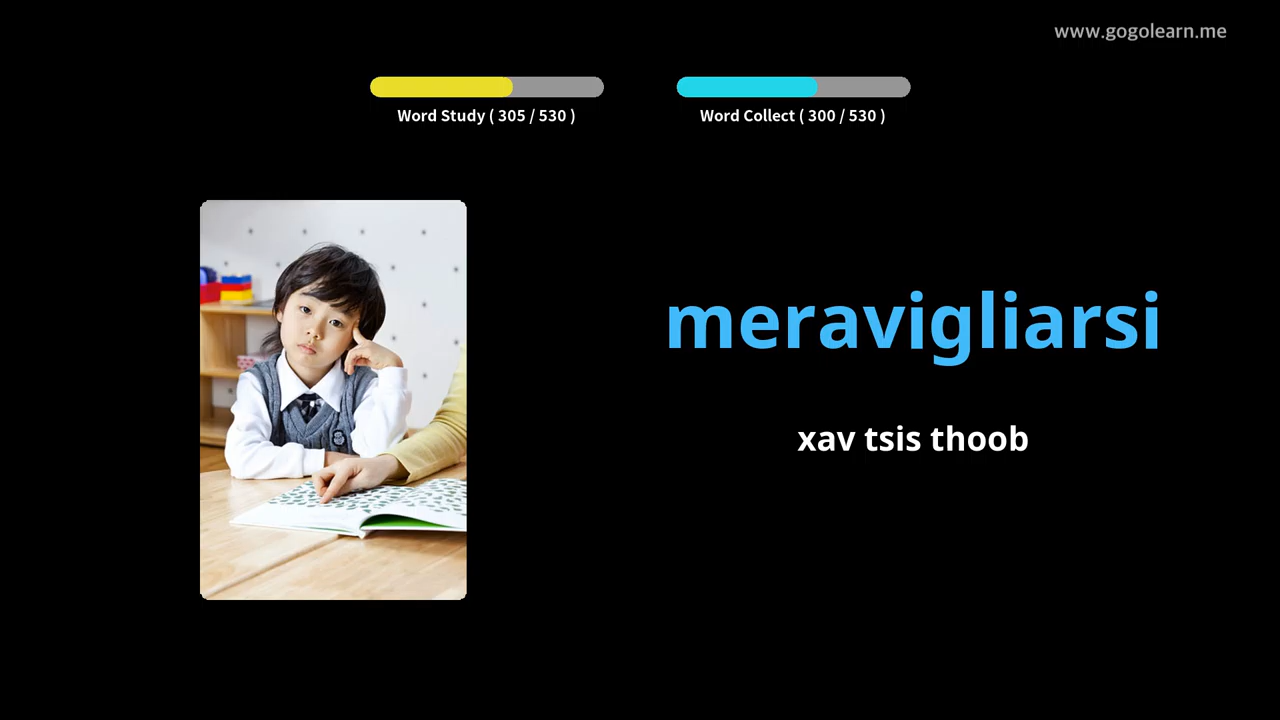 www.gogolearn.me
Word Study ( 305 / 530 )
Word Collect ( 300 / 530 )
meravigliarsi
xav tsis thoob